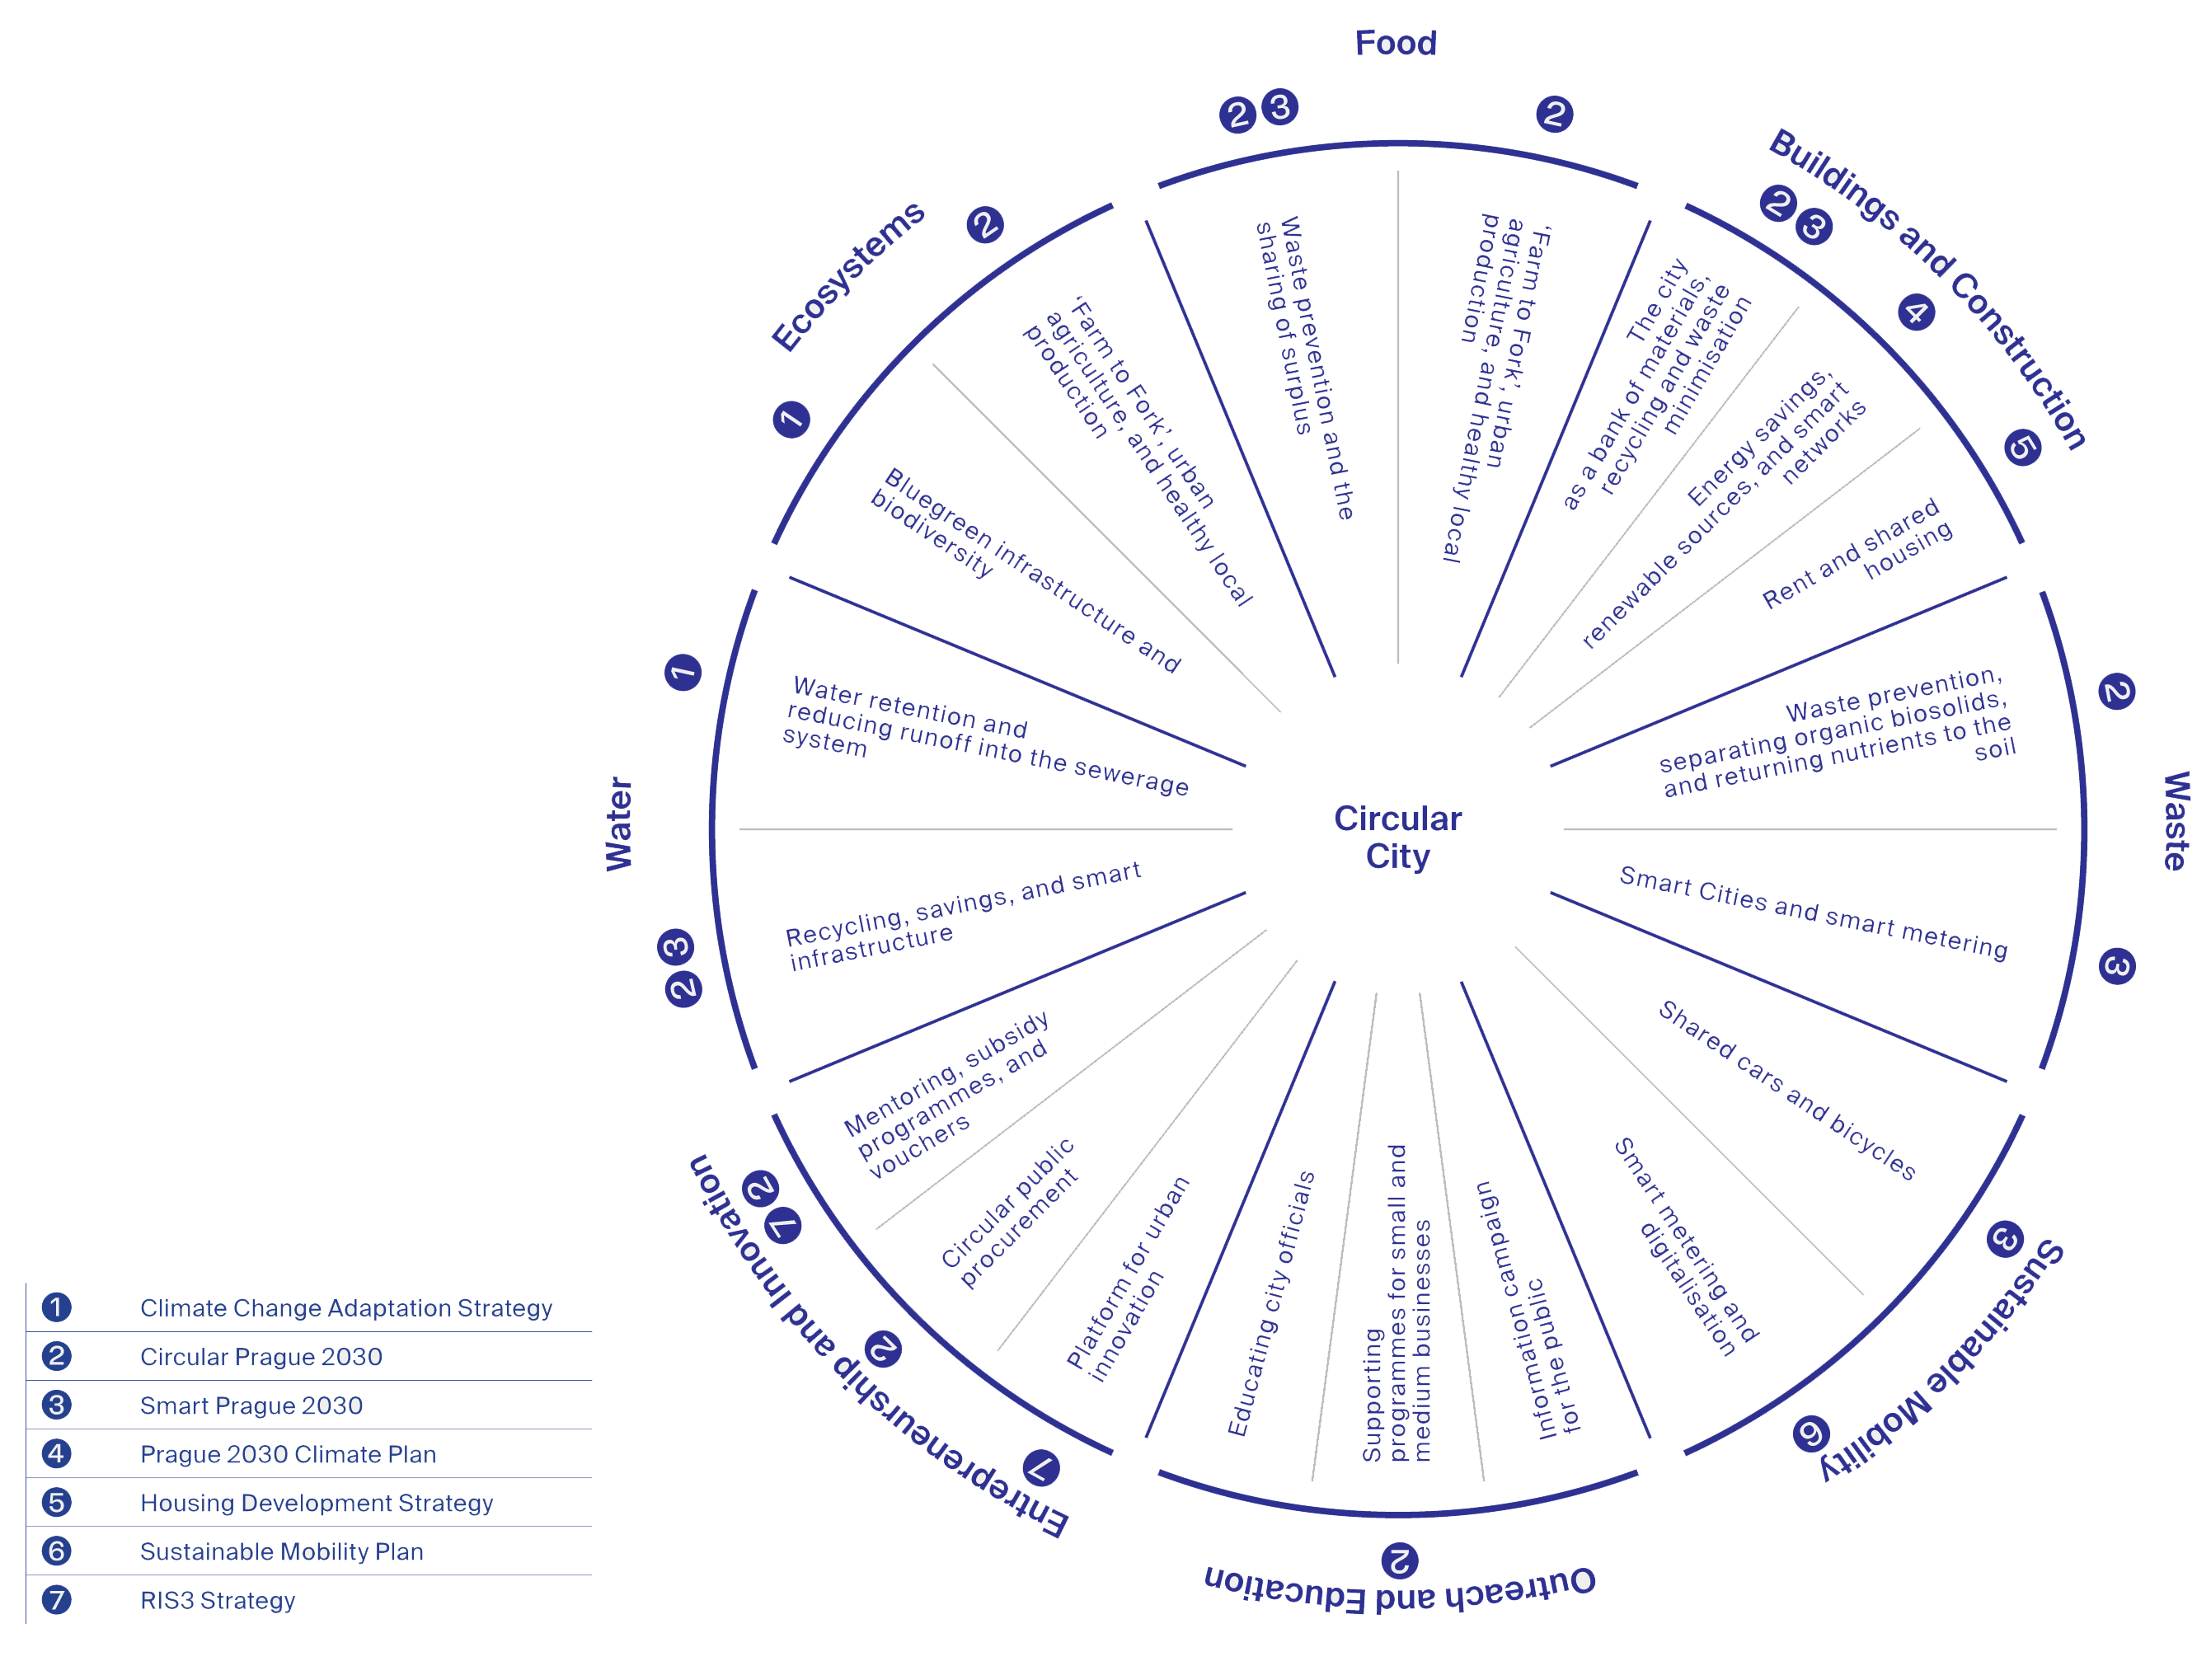 Food
2 3
2
Waste prevention and the
sharing of surplus
‘Farm to Fork’, urban
agriculture, and healthy local
production
Buildings and Construction
2 3
4
5
The city
as a bank of materials,
recycling and waste
minimisation
Energy savings,
renewable sources, and smart
networks
Rent and shared
housing
Waste
2
3
Waste prevention,
separating organic biosolids,
and returning nutrients to the
soil
Smart Cities and smart metering
Sustainable Mobility
3
6
Shared cars and bicycles
Smart metering and
digitalisation
Outreach and Education
2
Information campaign
for the public
Supporting
programmes for small and
medium businesses
Educating city officials
Entrepreneurship and Innovation
7
2
7 2
Platform for urban
innovation
Circular public
procurement
Mentoring, subsidy
programmes, and
vouchers
Water
2 3
1
Recycling, savings, and smart
infrastructure
Water retention and
reducing runoff into the sewerage
system
Ecosystems
1
2
Bluegreen infrastructure and
biodiversity
‘Farm to Fork’, urban
agriculture, and healthy local
production
Circular
City
1 Climate Change Adaptation Strategy
2 Circular Prague 2030
3 Smart Prague 2030
4 Prague 2030 Climate Plan
5 Housing Development Strategy
6 Sustainable Mobility Plan
7 RIS3 Strategy